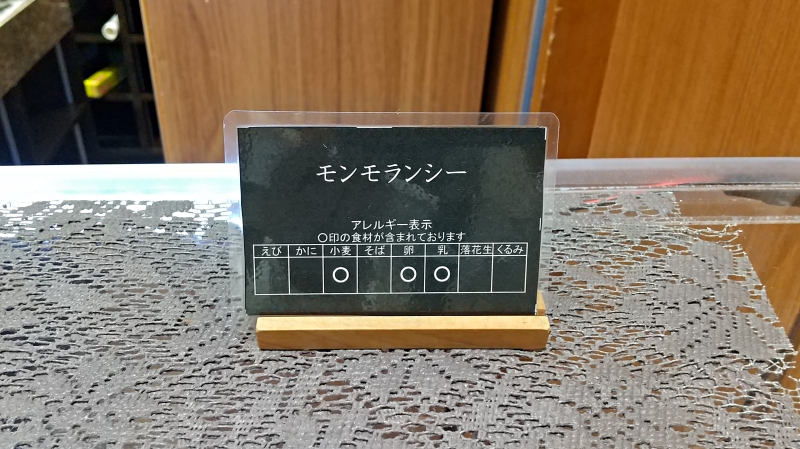 モンモランシー
アレルギー表示
○印の食材が含まれております
えび かに 小麦 そば 卵 乳 落花生 くるみ
○ ○ ○